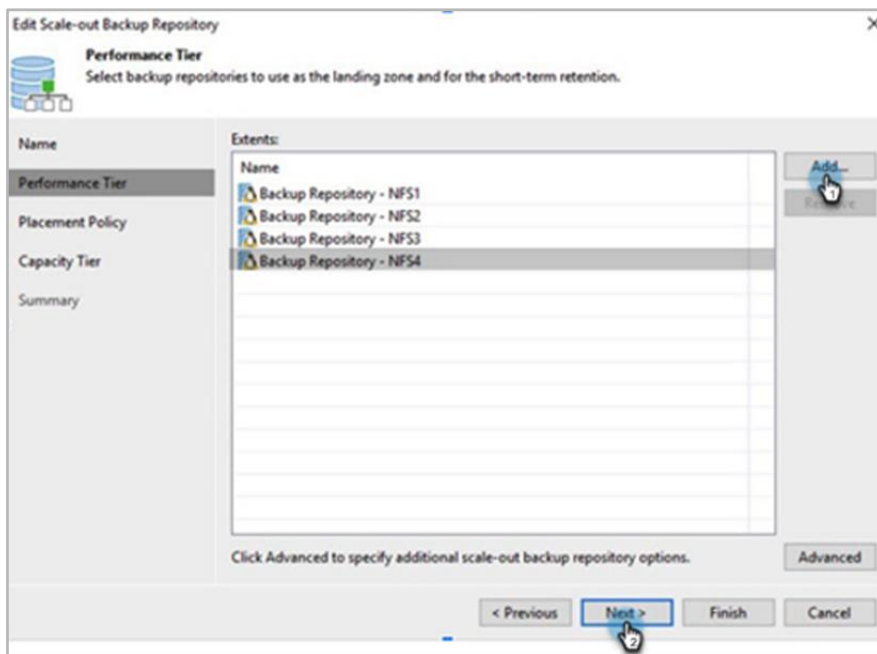 Edit Scale-out Backup Repository
Performance Tier
Select backup repositories to use as the landing zone and for the short-term retention.
Name
Performance Tier
Placement Policy
Capacity Tier
Summary
Extents:
Name
Backup Repository - NFS1
Backup Repository - NFS2
Backup Repository - NFS3
Backup Repository - NFS4
Add...
1
Remove
Click Advanced to specify additional scale-out backup repository options.
Advanced
< Previous
Next >
2
Finish
Cancel